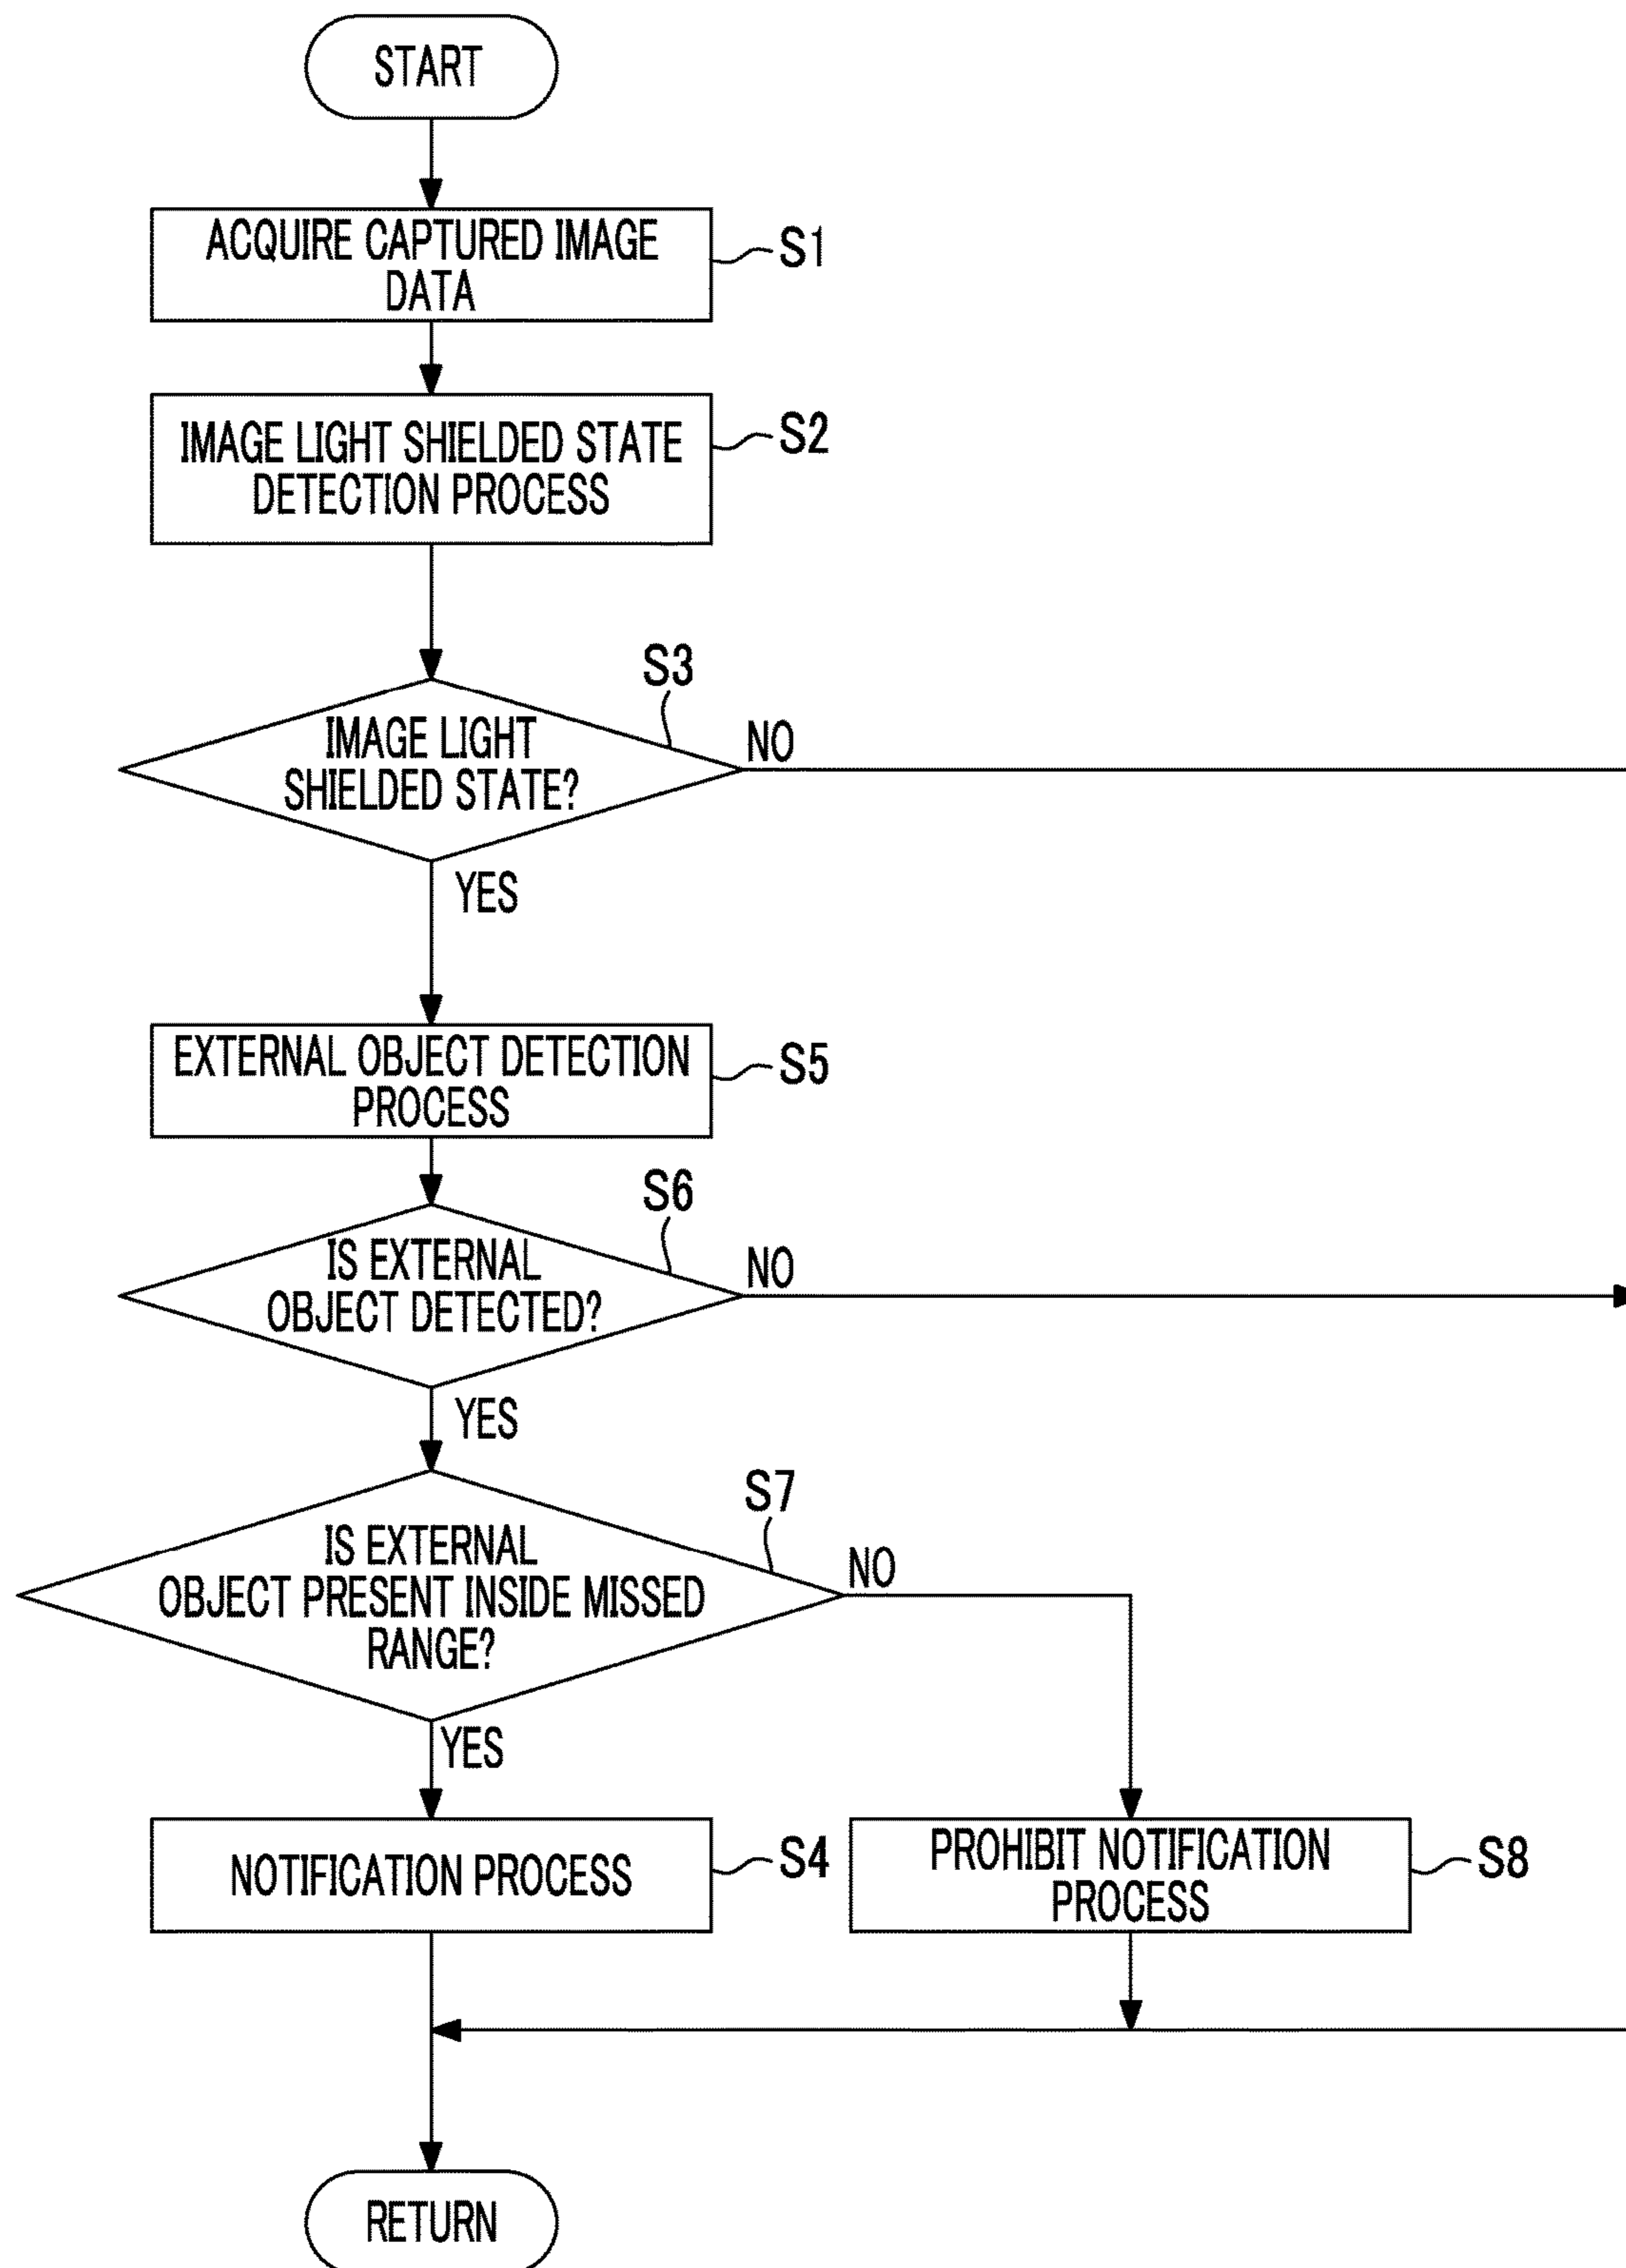 START
ACQUIRE CAPTURED IMAGE
DATA
S1
IMAGE LIGHT SHIELDED STATE
DETECTION PROCESS
S2
S3
IMAGE LIGHT
SHIELDED STATE?
NO
YES
EXTERNAL OBJECT DETECTION
PROCESS
S5
S6
IS EXTERNAL
OBJECT DETECTED?
NO
YES
S7
IS EXTERNAL
OBJECT PRESENT INSIDE MISSED
RANGE?
NO
YES
NOTIFICATION PROCESS
S4
PROHIBIT NOTIFICATION
PROCESS
S8
RETURN